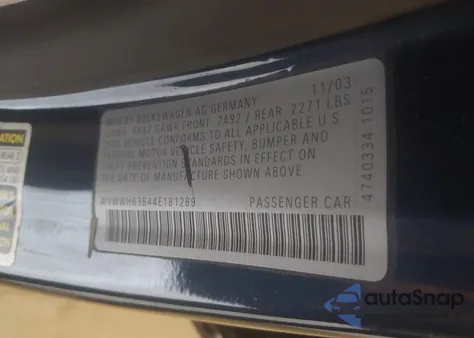 11/03
MFG BY VOLKSWAGEN AG GERMANY
GVWR 4697 GAWR FRONT 2492 / REAR 2271 LBS
THIS VEHICLE CONFORMS TO ALL APPLICABLE U S
FEDERAL MOTOR VEHICLE SAFETY, BUMPER AND
THEFT PREVENTION STANDARDS IN EFFECT ON
THE DATE OF MANUFACTURE SHOWN ABOVE
WVWWH63B44E181289 PASSENGER CAR
4740334 1015
autoSnap